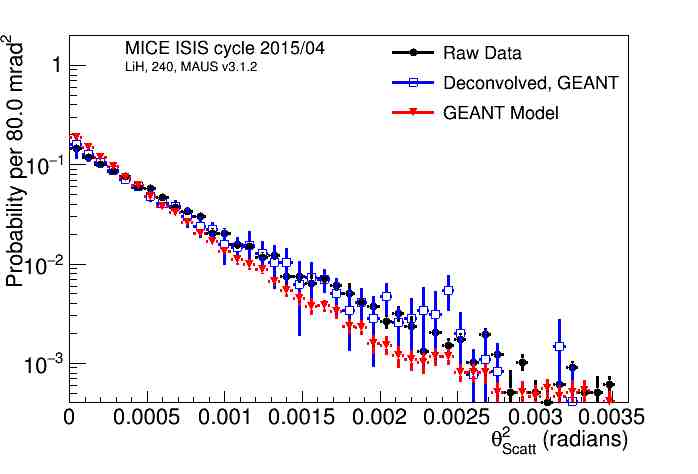 MICE ISIS cycle 2015/04
LiH, 240, MAUS v3.1.2
Raw Data
Deconvolved, GEANT
GEANT Model
Probability per 80.0 mrad²
1
10⁻¹
10⁻²
10⁻³
0 0.0005 0.001 0.0015 0.002 0.0025 0.003 0.0035
θ²Scatt (radians)